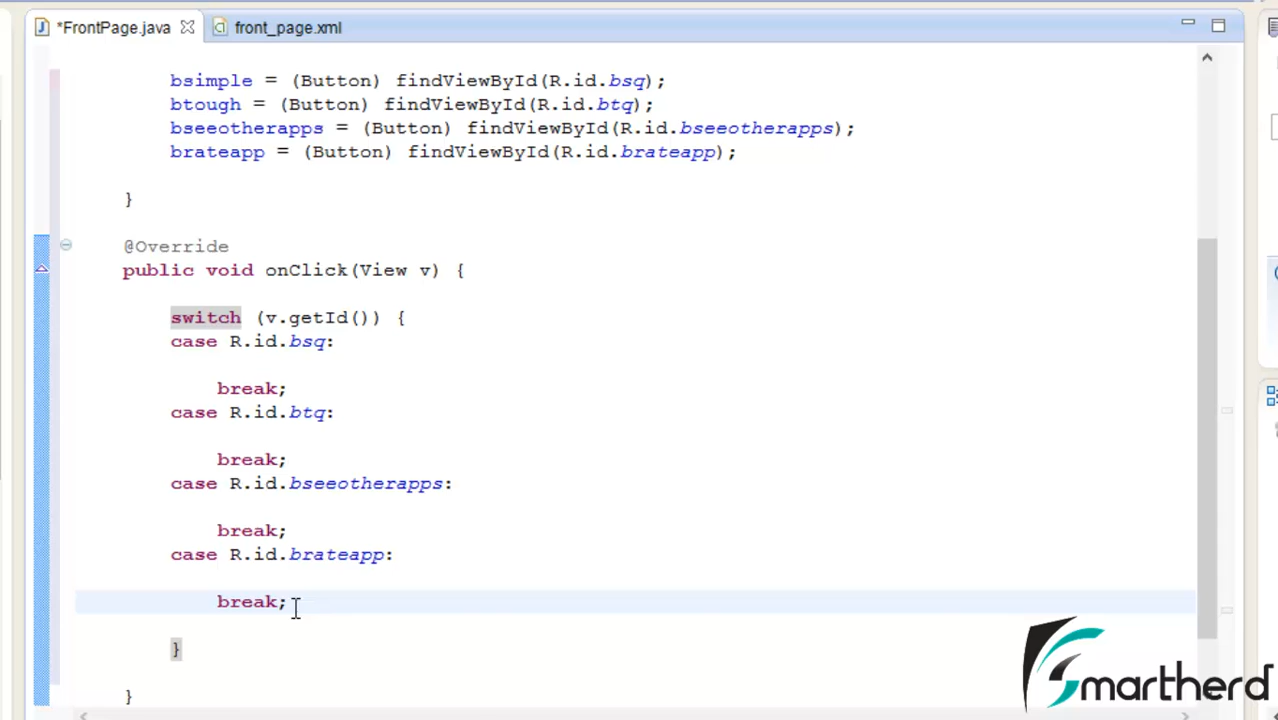 *FrontPage.java front_page.xml
bsimple = (Button) findViewById(R.id.bsq);
btough = (Button) findViewById(R.id.btq);
bseeotherapps = (Button) findViewById(R.id.bseeotherapps);
brateapp = (Button) findViewById(R.id.brateapp);
}
@Override
public void onClick(View v) {
switch (v.getId()) {
case R.id.bsq:
break;
case R.id.btq:
break;
case R.id.bseeotherapps:
break;
case R.id.brateapp:
break;
}
}
Smartherd